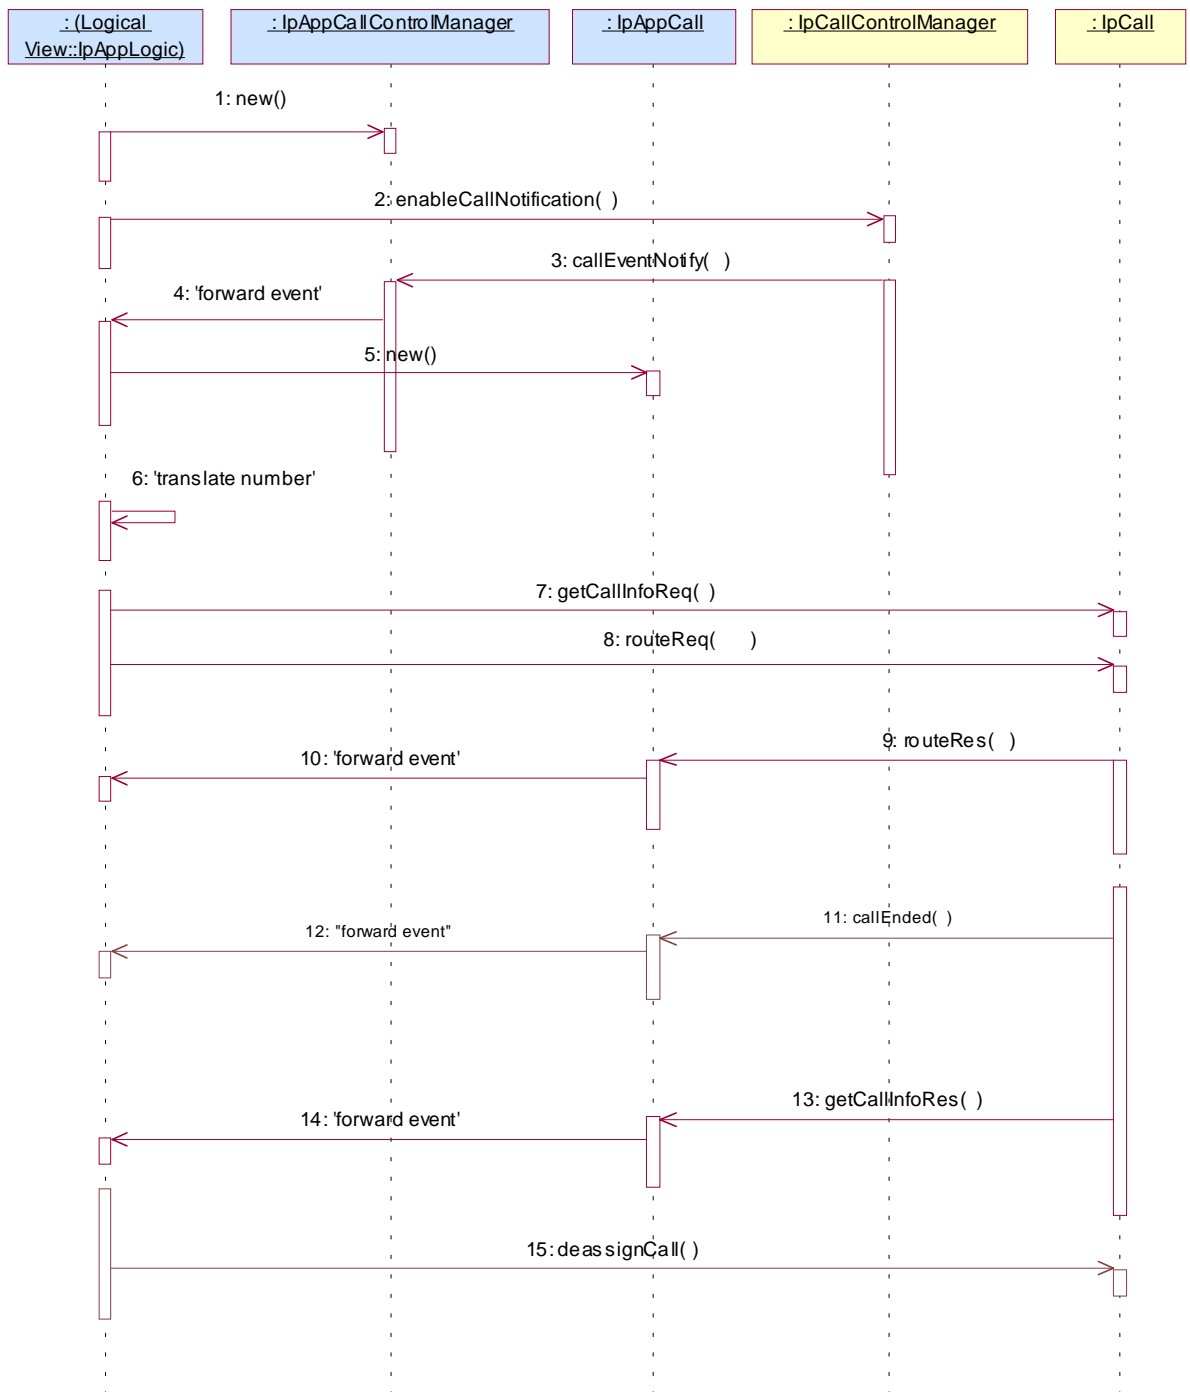 : (Logical
View::IpAppLogic)
: IpAppCallControlManager
: IpAppCall
: IpCallControlManager
: IpCall
1: new()
2: enableCallNotification( )
3: callEventNotify( )
4: 'forward event'
5: new()
6: 'translate number'
7: getCallInfoReq( )
8: routeReq( )
9: routeRes( )
10: 'forward event'
11: callEnded( )
12: "forward event"
13: getCallInfoRes( )
14: 'forward event'
15: deassignCall( )